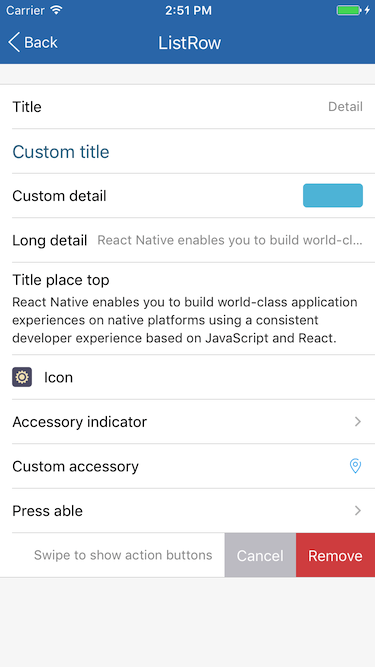 Carrier 2:51 PM
Back ListRow
Title Detail
Custom title
Custom detail
Long detail React Native enables you to build world-cl...
Title place top
React Native enables you to build world-class application
experiences on native platforms using a consistent
developer experience based on JavaScript and React.
Icon
Accessory indicator
Custom accessory
Press able
Swipe to show action buttons Cancel Remove